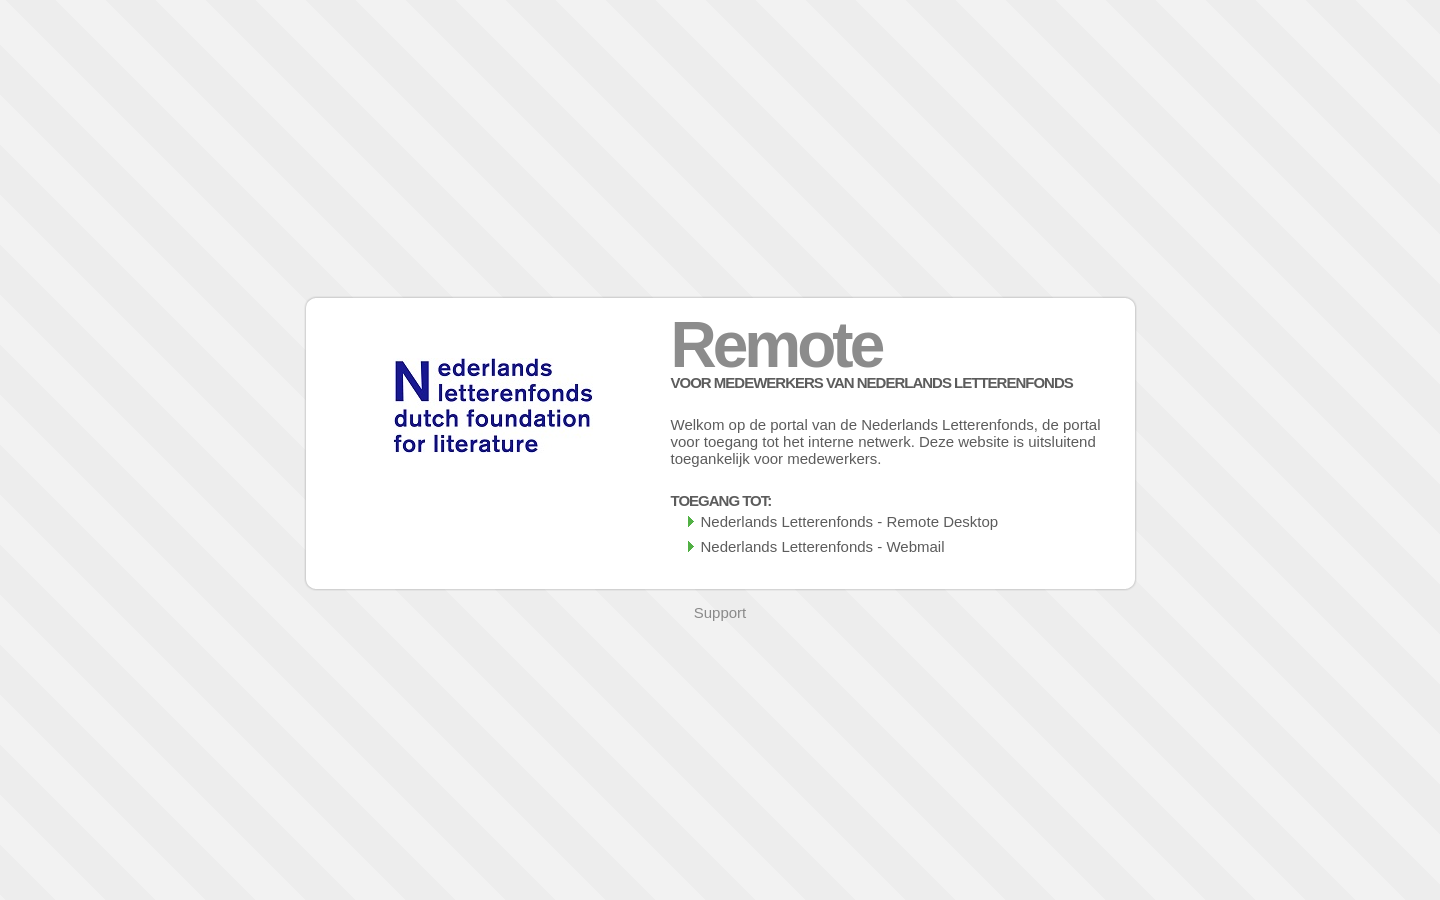 Nederlands
letterenfonds
dutch foundation
for literature
Remote
VOOR MEDEWERKERS VAN NEDERLANDS LETTERENFONDS
Welkom op de portal van de Nederlands Letterenfonds, de portal
voor toegang tot het interne netwerk. Deze website is uitsluitend
toegankelijk voor medewerkers.
TOEGANG TOT:
Nederlands Letterenfonds - Remote Desktop
Nederlands Letterenfonds - Webmail
Support